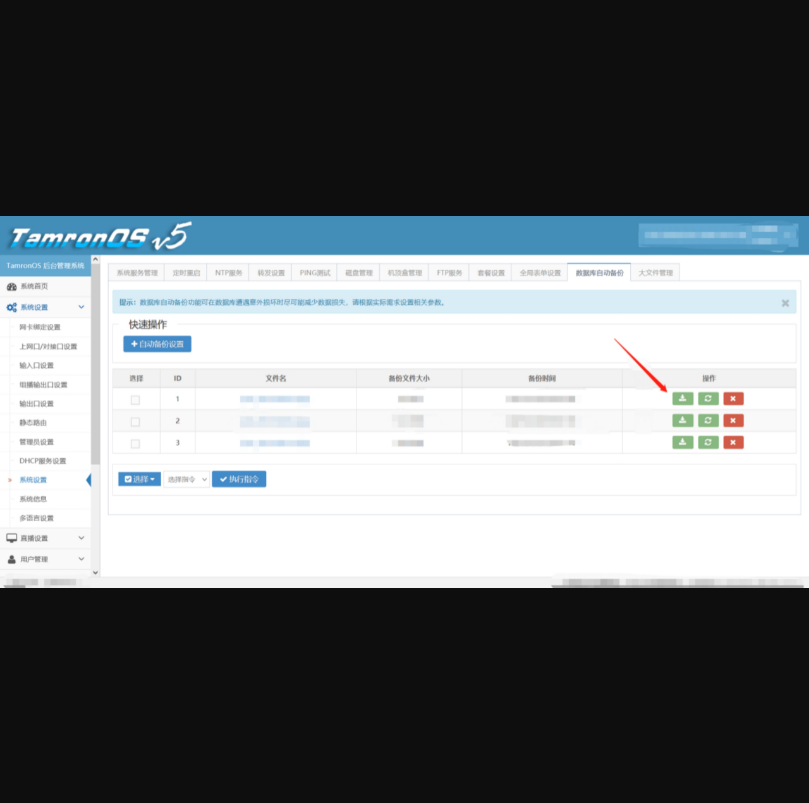 TamronOS v5
TamronOS 后台管理系统
系统首页
系统设置
网卡绑定设置
上网口/对接口设置
输入口设置
组播输出口设置
输出口设置
静态路由
管理员设置
DHCP服务设置
系统设置
系统信息
多语言设置
直播设置
用户管理
系统服务管理 定时重启 NTP服务 转发设置 PING测试 磁盘管理 机顶盒管理 FTP服务 套餐设置 全局表单设置 数据库自动备份 大文件管理
提示：数据库自动备份功能可在数据库遭遇意外损坏时尽可能减少数据损失，请根据实际需求设置相关参数。
快速操作
自动备份设置
选择 ID 文件名 备份文件大小 备份时间 操作
1
2
3
选择 选择指令 执行指令